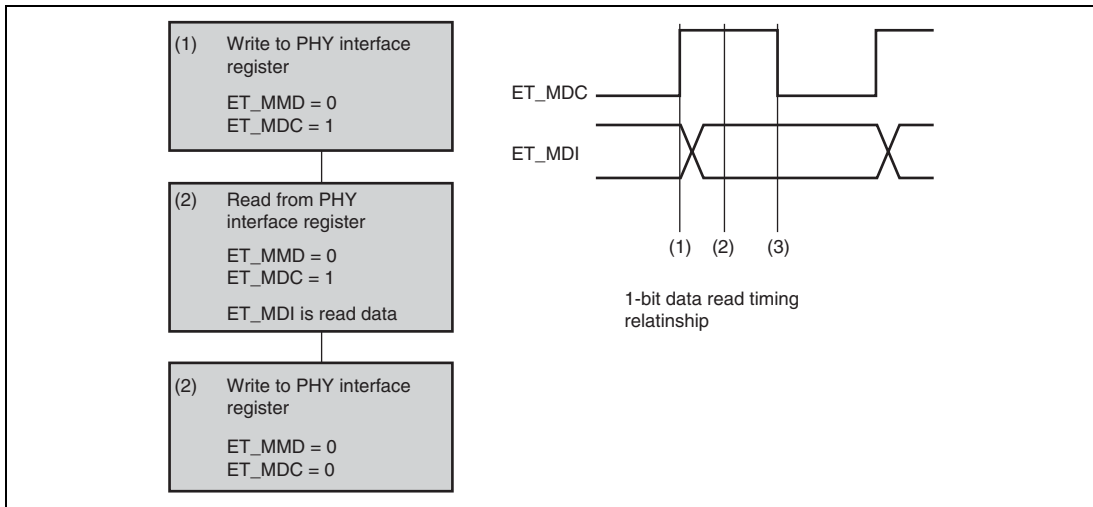 (1) Write to PHY interface
register
ET_MMD = 0
ET_MDC = 1
(2) Read from PHY
interface register
ET_MMD = 0
ET_MDC = 1
ET_MDI is read data
(2) Write to PHY interface
register
ET_MMD = 0
ET_MDC = 0
ET_MDC
ET_MDI
(1) (2) (3)
1-bit data read timing
relatinship